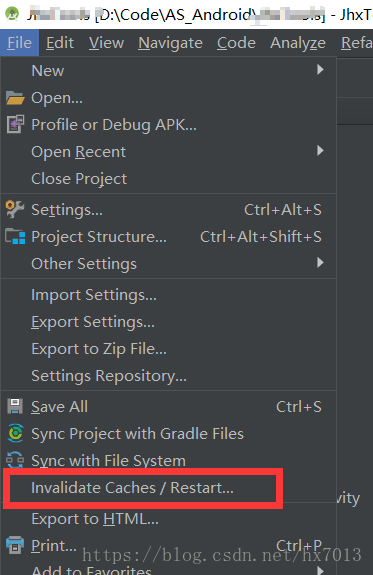 [D:\Code\AS_Android\ - JhxT
File Edit View Navigate Code Analyze Refa
New
Open...
Profile or Debug APK...
Open Recent
Close Project
Settings... Ctrl+Alt+S
Project Structure... Ctrl+Alt+Shift+S
Other Settings
Import Settings...
Export Settings...
Export to Zip File...
Settings Repository...
Save All Ctrl+S
Sync Project with Gradle Files
Sync with File System
Invalidate Caches / Restart...
vity
Export to HTML...
Print... Ctrl+P
https://blog.csdn.net/hx7013
Add to Favorites